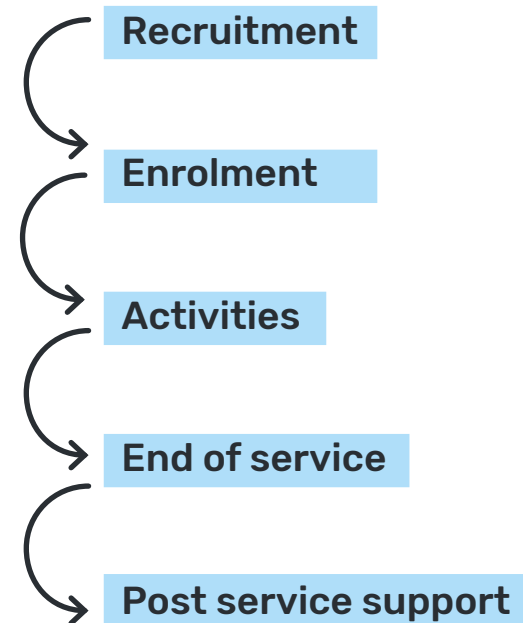 Recruitment
Enrolment
Activities
End of service
Post service support